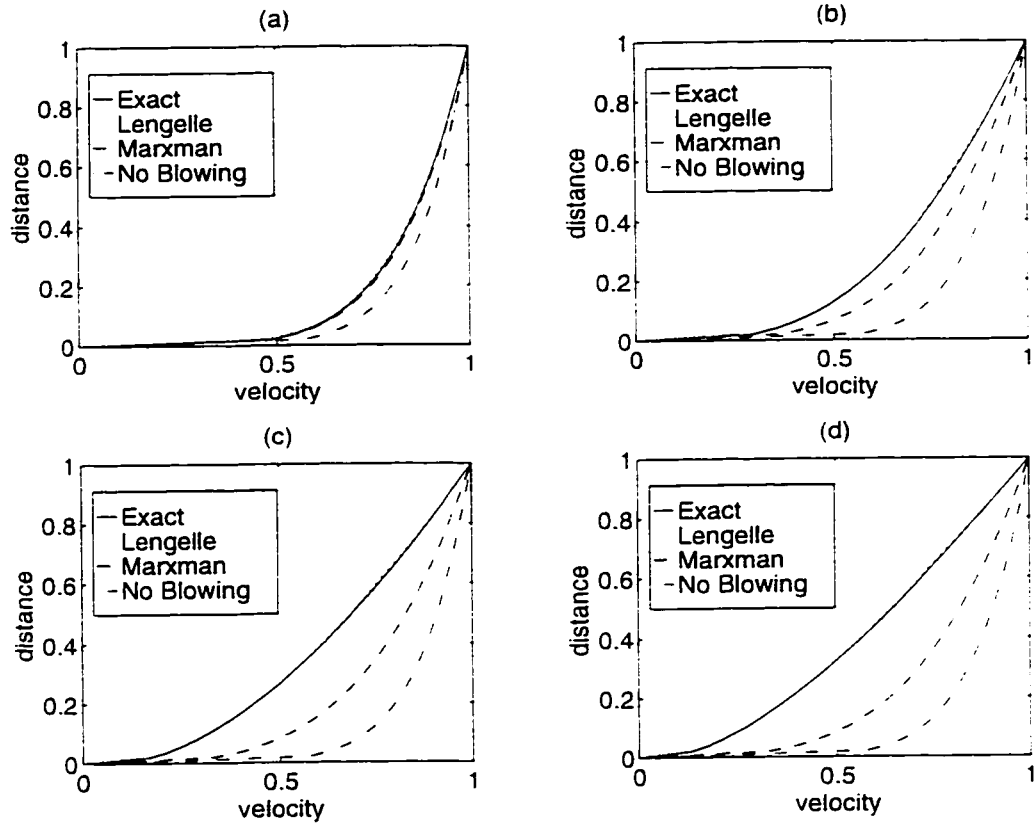 (a)
1
0.8
0.6
0.4
0.2
0
distance
Exact
Lengelle
Marxman
No Blowing
0
0.5
1
velocity
(b)
1
0.8
0.6
0.4
0.2
0
distance
Exact
Lengelle
Marxman
No Blowing
0
0.5
1
velocity
(c)
1
0.8
0.6
0.4
0.2
0
distance
Exact
Lengelle
Marxman
No Blowing
0
0.5
1
velocity
(d)
1
0.8
0.6
0.4
0.2
0
distance
Exact
Lengelle
Marxman
No Blowing
0
0.5
1
velocity